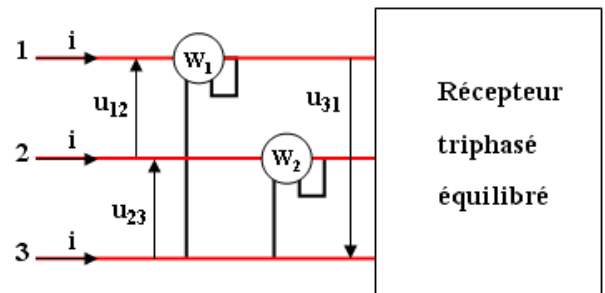 1 i W₁
u₁₂ u₃₁
2 i W₂
u₂₃
3 i
Récepteur
triphasé
équilibré